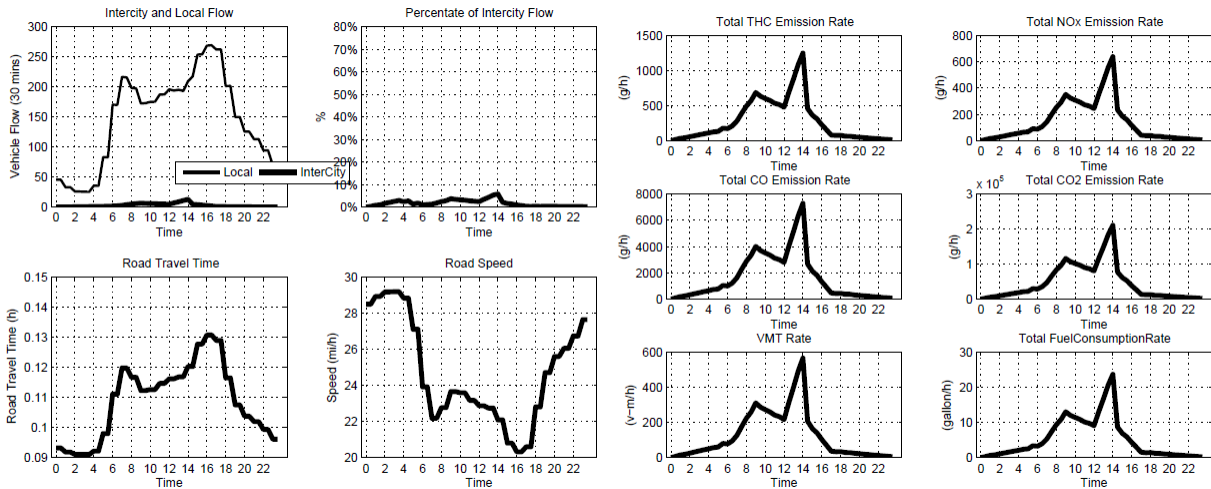 Intercity and Local Flow
Vehicle Flow (30 mins)
300
250
200
150
100
50
0
0 2 4 6 8 10 12 14 16 18 20 22
Time
Local InterCity
Percentate of Intercity Flow
%
80%
70%
60%
50%
40%
30%
20%
10%
0%
0 2 4 6 8 10 12 14 16 18 20 22
Time
Road Travel Time
Road Travel Time (h)
0.15
0.14
0.13
0.12
0.11
0.1
0.09
0 2 4 6 8 10 12 14 16 18 20 22
Time
Road Speed
Speed (mi/h)
30
28
26
24
22
20
0 2 4 6 8 10 12 14 16 18 20 22
Time
Total THC Emission Rate
(g/h)
1500
1000
500
0
0 2 4 6 8 10 12 14 16 18 20 22
Time
Total NOx Emission Rate
(g/h)
800
600
400
200
0
0 2 4 6 8 10 12 14 16 18 20 22
Time
Total CO Emission Rate
(g/h)
8000
6000
4000
2000
0
0 2 4 6 8 10 12 14 16 18 20 22
Time
Total CO2 Emission Rate
x 10^5
(g/h)
3
2
1
0
0 2 4 6 8 10 12 14 16 18 20 22
Time
VMT Rate
(v−m/h)
600
400
200
0
0 2 4 6 8 10 12 14 16 18 20 22
Time
Total FuelConsumptionRate
(gallon/h)
30
20
10
0
0 2 4 6 8 10 12 14 16 18 20 22
Time